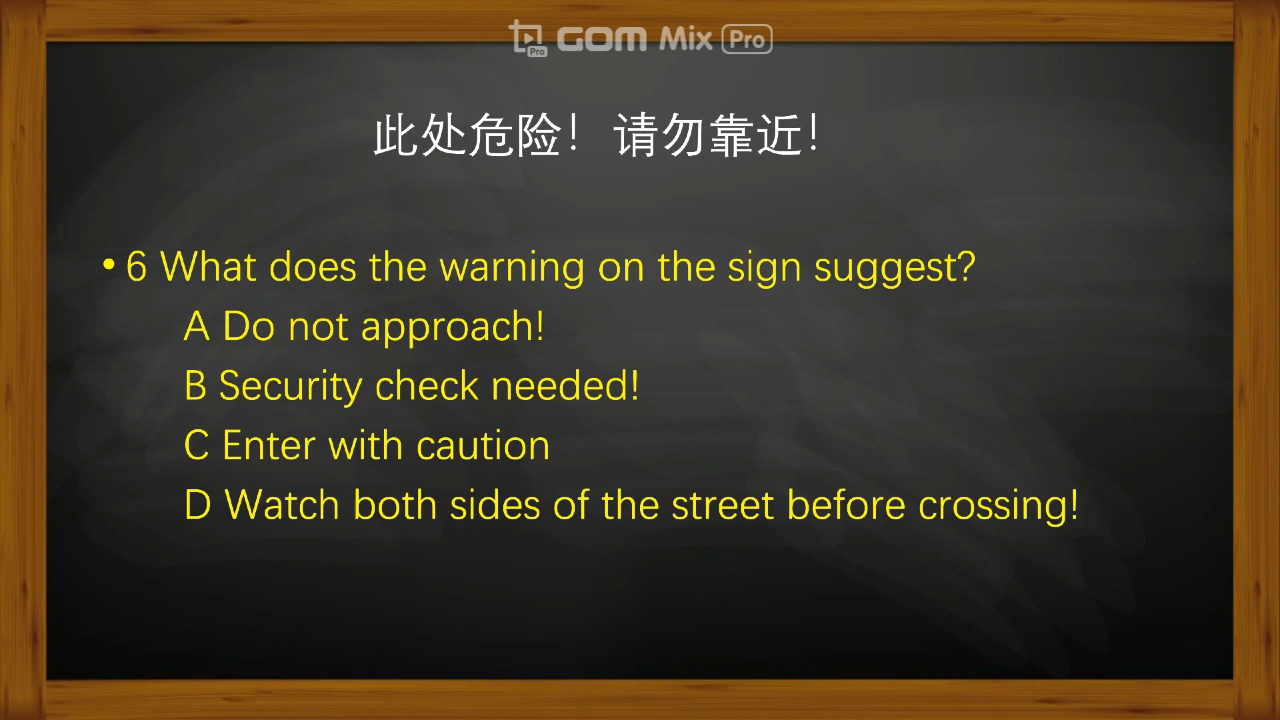 GOM Mix Pro
此处危险！请勿靠近！
• 6 What does the warning on the sign suggest?
A Do not approach!
B Security check needed!
C Enter with caution
D Watch both sides of the street before crossing!